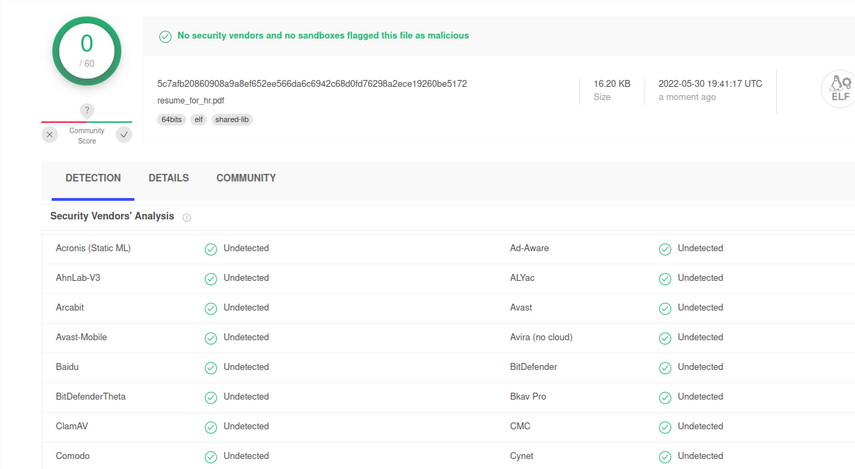 0
/ 60
?
Community
Score
No security vendors and no sandboxes flagged this file as malicious
5c7afb20860908a9a8ef652ee566da6c6942c68d0fd76298a2ece19260be5172
resume_for_hr.pdf
64bits elf shared-lib
16.20 KB
Size
2022-05-30 19:41:17 UTC
a moment ago
ELF
DETECTION DETAILS COMMUNITY
Security Vendors' Analysis
Acronis (Static ML) Undetected Ad-Aware Undetected
AhnLab-V3 Undetected ALYac Undetected
Arcabit Undetected Avast Undetected
Avast-Mobile Undetected Avira (no cloud) Undetected
Baidu Undetected BitDefender Undetected
BitDefenderTheta Undetected Bkav Pro Undetected
ClamAV Undetected CMC Undetected
Comodo Undetected Cynet Undetected